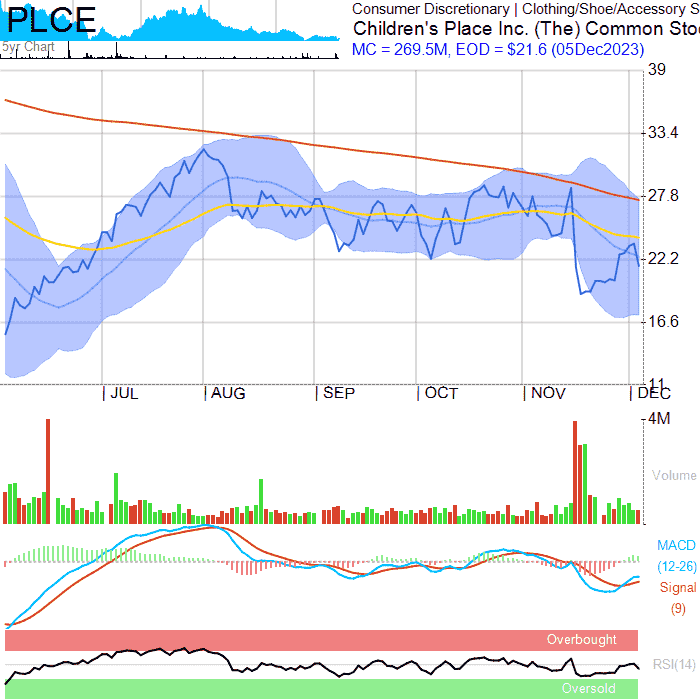 PLCE
5yr Chart
Consumer Discretionary | Clothing/Shoe/Accessory S
Children's Place Inc. (The) Common Stoc
MC = 269.5M, EOD = $21.6 (05Dec2023)
39
33.4
27.8
22.2
16.6
11
JUL AUG SEP OCT NOV DEC
4M
Volume
MACD
(12-26)
Signal
(9)
Overbought
RSI(14)
Oversold